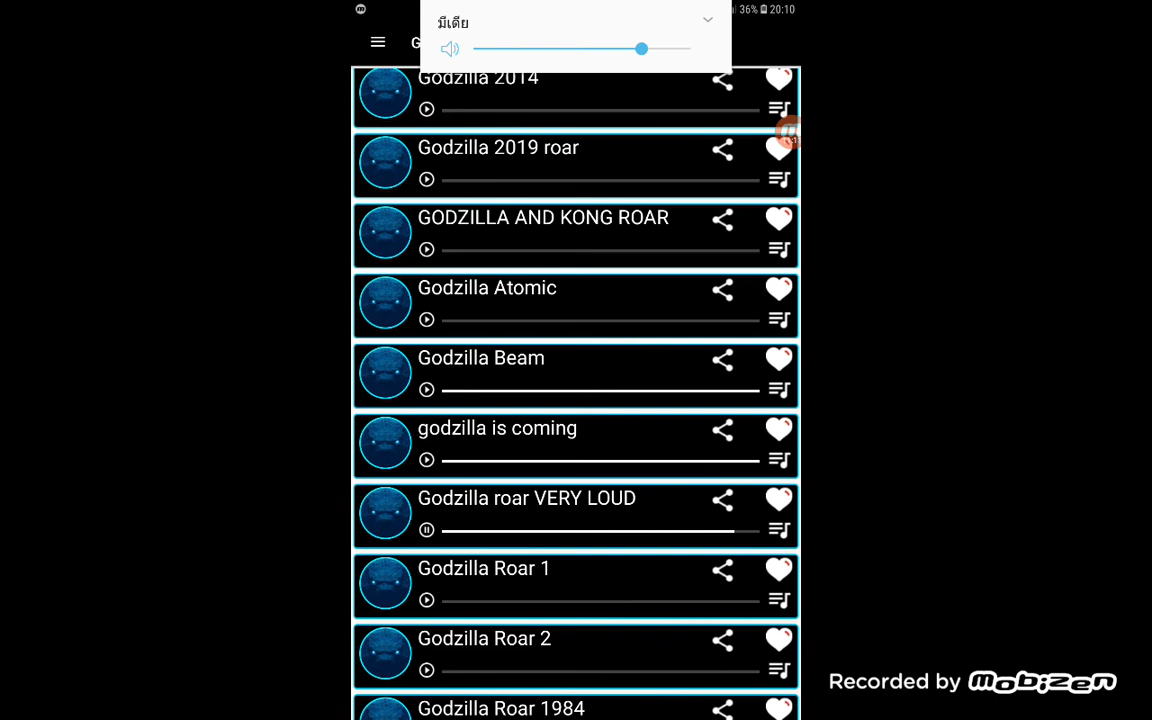 มีเดีย
36% 20:10
G
Godzilla 2014
Godzilla 2019 roar
GODZILLA AND KONG ROAR
Godzilla Atomic
Godzilla Beam
godzilla is coming
Godzilla roar VERY LOUD
Godzilla Roar 1
Godzilla Roar 2
Godzilla Roar 1984
Recorded by mobizen